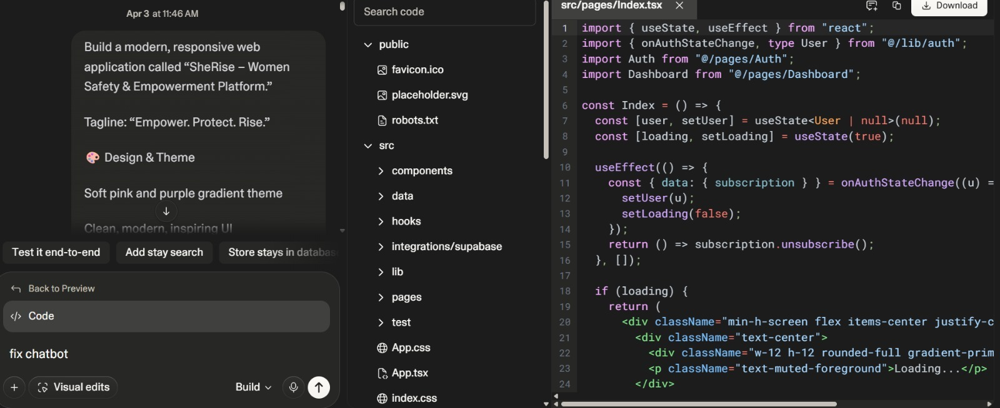 Apr 3 at 11:46 AM
Build a modern, responsive web
application called “SheRise – Women
Safety & Empowerment Platform.”
Tagline: “Empower. Protect. Rise.”
🎨 Design & Theme
Soft pink and purple gradient theme
Clean, modern, inspiring UI
Test it end-to-end
Add stay search
Store stays in databas
Back to Preview
</> Code
fix chatbot
+ Visual edits Build
Search code
public
favicon.ico
placeholder.svg
robots.txt
src
components
data
hooks
integrations/supabase
lib
pages
test
App.css
App.tsx
index.css
src/pages/Index.tsx
Download
1 import { useState, useEffect } from "react";
2 import { onAuthStateChange, type User } from "@/lib/auth";
3 import Auth from "@/pages/Auth";
4 import Dashboard from "@/pages/Dashboard";
5
6 const Index = () => {
7 const [user, setUser] = useState<User | null>(null);
8 const [loading, setLoading] = useState(true);
9
10 useEffect(() => {
11 const { data: { subscription } } = onAuthStateChange((u) =
12 setUser(u);
13 setLoading(false);
14 });
15 return () => subscription.unsubscribe();
16 }, []);
17
18 if (loading) {
19 return (
20 <div className="min-h-screen flex items-center justify-c
21 <div className="text-center">
22 <div className="w-12 h-12 rounded-full gradient-prim
23 <p className="text-muted-foreground">Loading...</p>
24 </div>